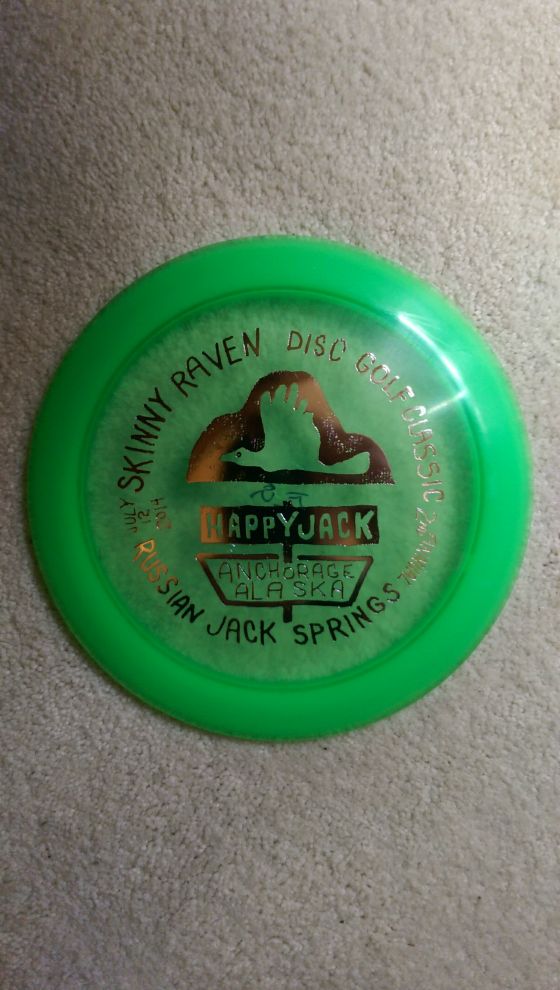 SKINNY RAVEN DISC GOLF CLASSIC 2nd ANNUAL
JULY
12
2014
HAPPYJACK
ANCHORAGE
ALASKA
RUSSIAN JACK SPRINGS